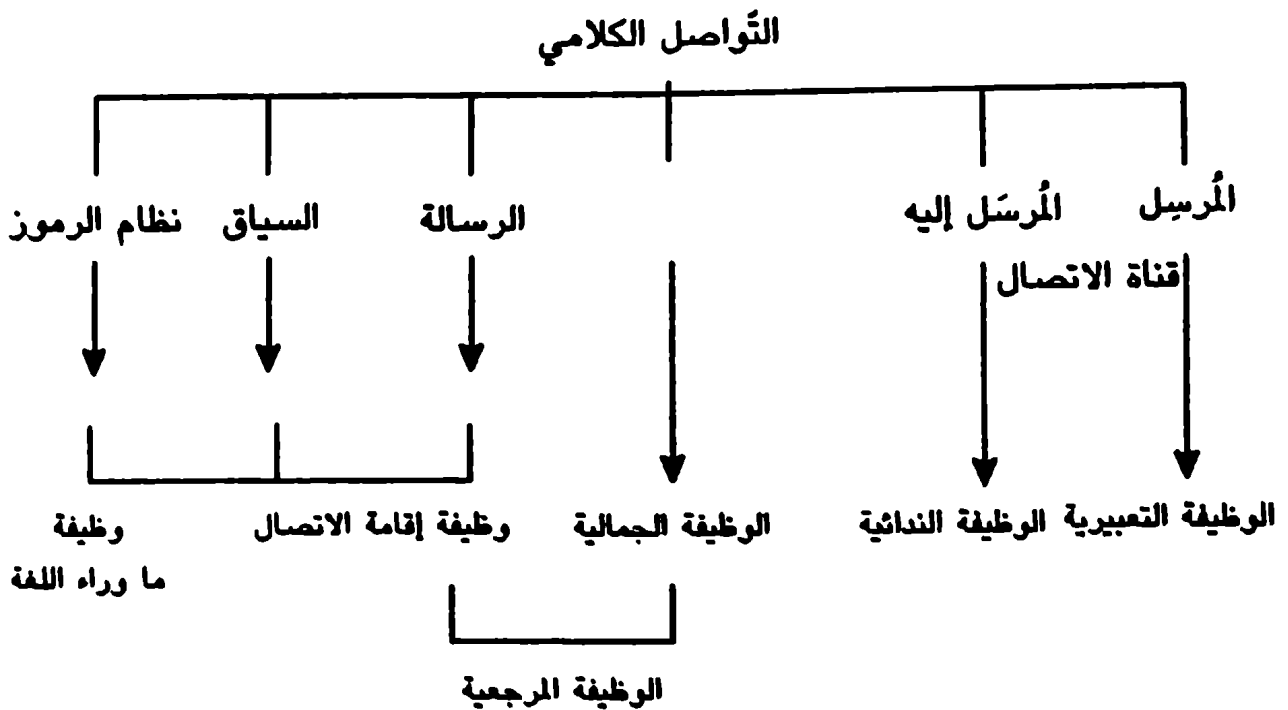 التَّواصل الكلامي
المُرسِل المُرسَل إليه الرسالة السياق نظام الرموز
قناة الاتصال
الوظيفة التعبيرية الوظيفة الندائية الوظيفة الجمالية وظيفة إقامة الاتصال وظيفة
ما وراء اللغة
الوظيفة المرجعية